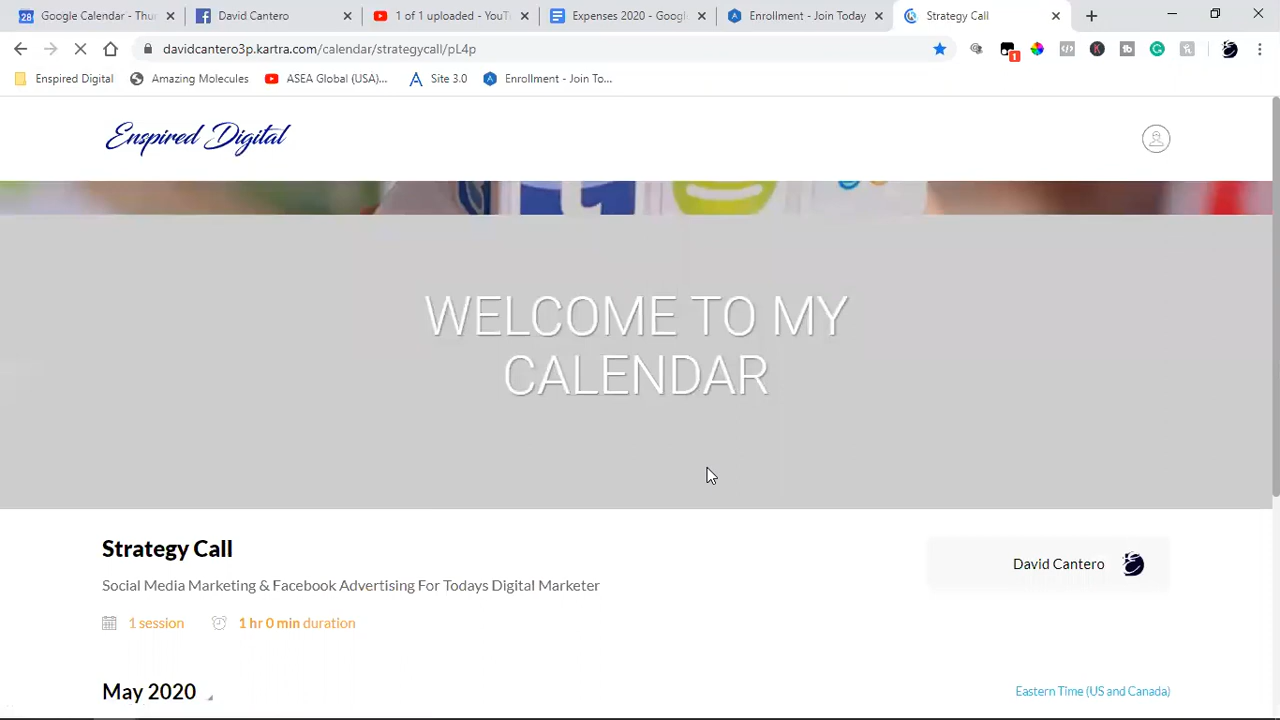 Google Calendar - Thu
David Cantero
1 of 1 uploaded - YouT
Expenses 2020 - Googl
Enrollment - Join Today
Strategy Call
davidcantero3p.kartra.com/calendar/strategycall/pL4p
Enspired Digital
Amazing Molecules
ASEA Global (USA)...
Site 3.0
Enrollment - Join To...
Enspired Digital
WELCOME TO MY
CALENDAR
Strategy Call
David Cantero
Social Media Marketing & Facebook Advertising For Todays Digital Marketer
1 session
1 hr 0 min duration
May 2020
Eastern Time (US and Canada)